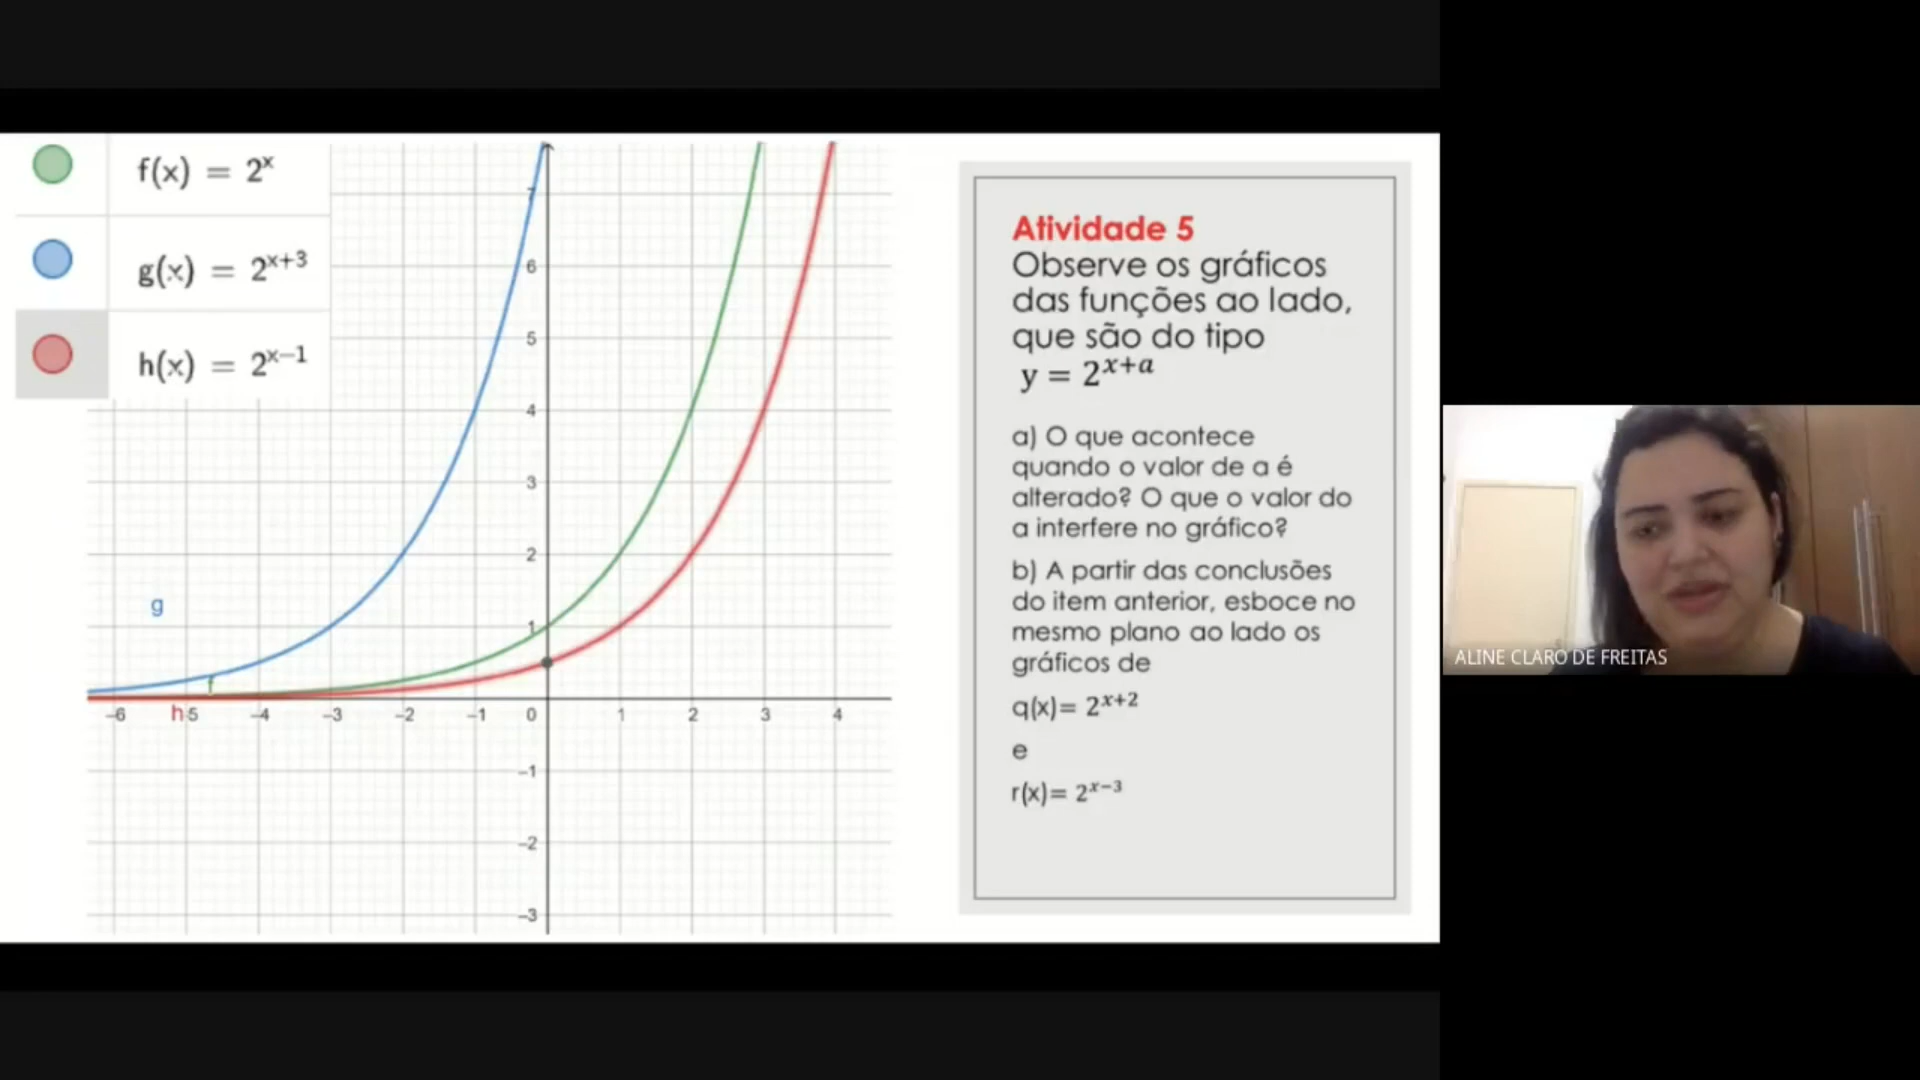 f(x) = 2^x
g(x) = 2^{x+3}
h(x) = 2^{x–1}
7
6
5
4
3
2
1
–6
h
5
–4
–3
–2
–1
0
1
2
3
4
–1
–2
–3
g
f
Atividade 5
Observe os gráficos
das funções ao lado,
que são do tipo
y = 2^{x+a}
a) O que acontece
quando o valor de a é
alterado? O que o valor do
a interfere no gráfico?
b) A partir das conclusões
do item anterior, esboce no
mesmo plano ao lado os
gráficos de
q(x)= 2^{x+2}
e
r(x)= 2^{x−3}
ALINE CLARO DE FREITAS